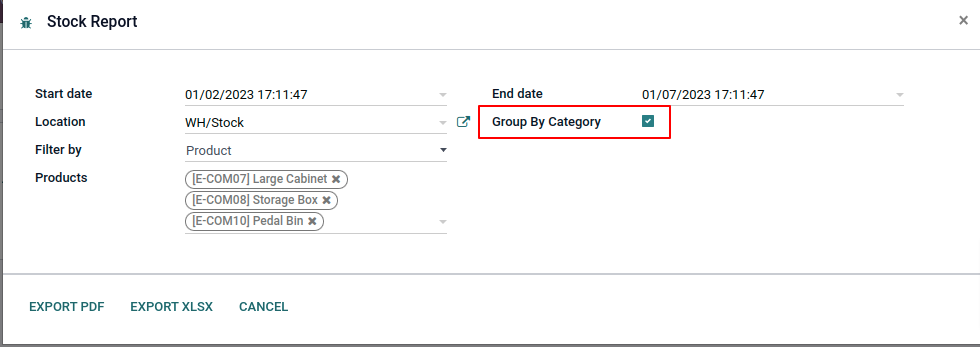 Stock Report ×
Start date 01/02/2023 17:11:47 End date 01/07/2023 17:11:47
Location WH/Stock Group By Category
Filter by Product
Products [E-COM07] Large Cabinet ✖
[E-COM08] Storage Box ✖
[E-COM10] Pedal Bin ✖
EXPORT PDF EXPORT XLSX CANCEL